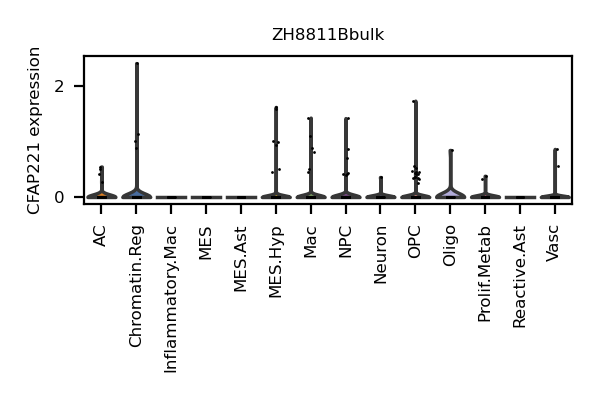 ZH8811Bbulk
CFAP221 expression
2
0
AC
Chromatin.Reg
Inflammatory.Mac
MES
MES.Ast
MES.Hyp
Mac
NPC
Neuron
OPC
Oligo
Prolif.Metab
Reactive.Ast
Vasc